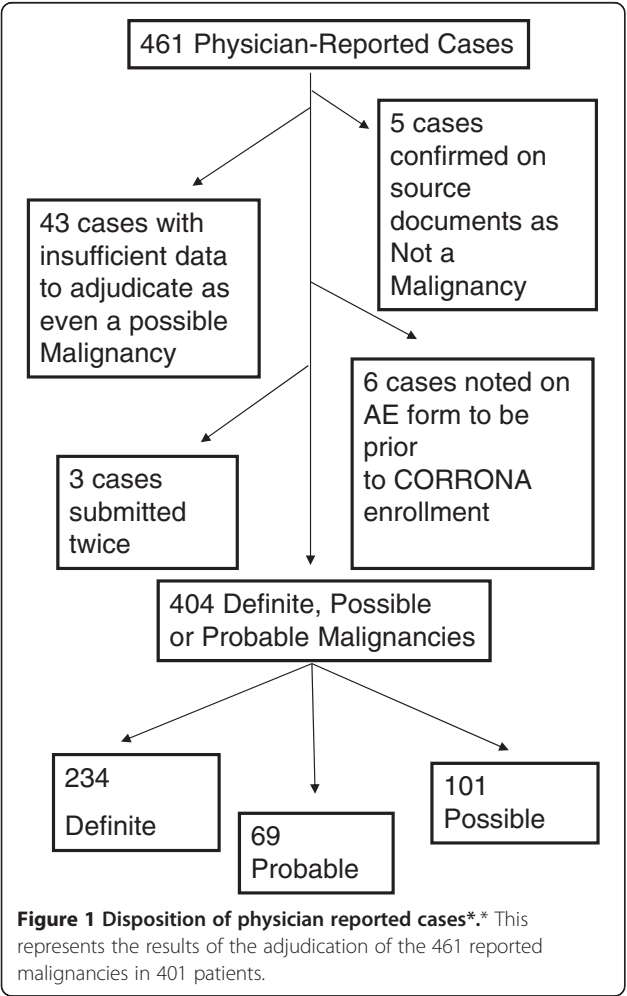 461 Physician-Reported Cases
5 cases
confirmed on
source
documents as
Not a
Malignancy
43 cases with
insufficient data
to adjudicate as
even a possible
Malignancy
6 cases noted on
AE form to be
prior
to CORRONA
enrollment
3 cases
submitted
twice
404 Definite, Possible
or Probable Malignancies
234
Definite
69
Probable
101
Possible
Figure 1 Disposition of physician reported cases*.* This
represents the results of the adjudication of the 461 reported
malignancies in 401 patients.